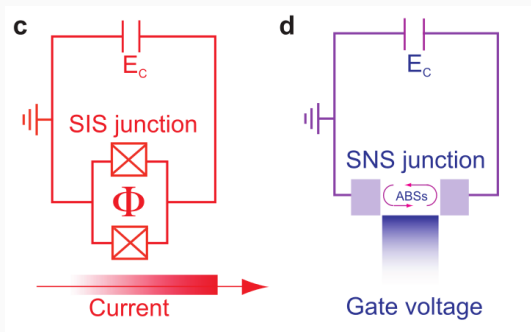 c
E_C
SIS junction
Φ
Current
d
E_C
SNS junction
ABSs
Gate voltage